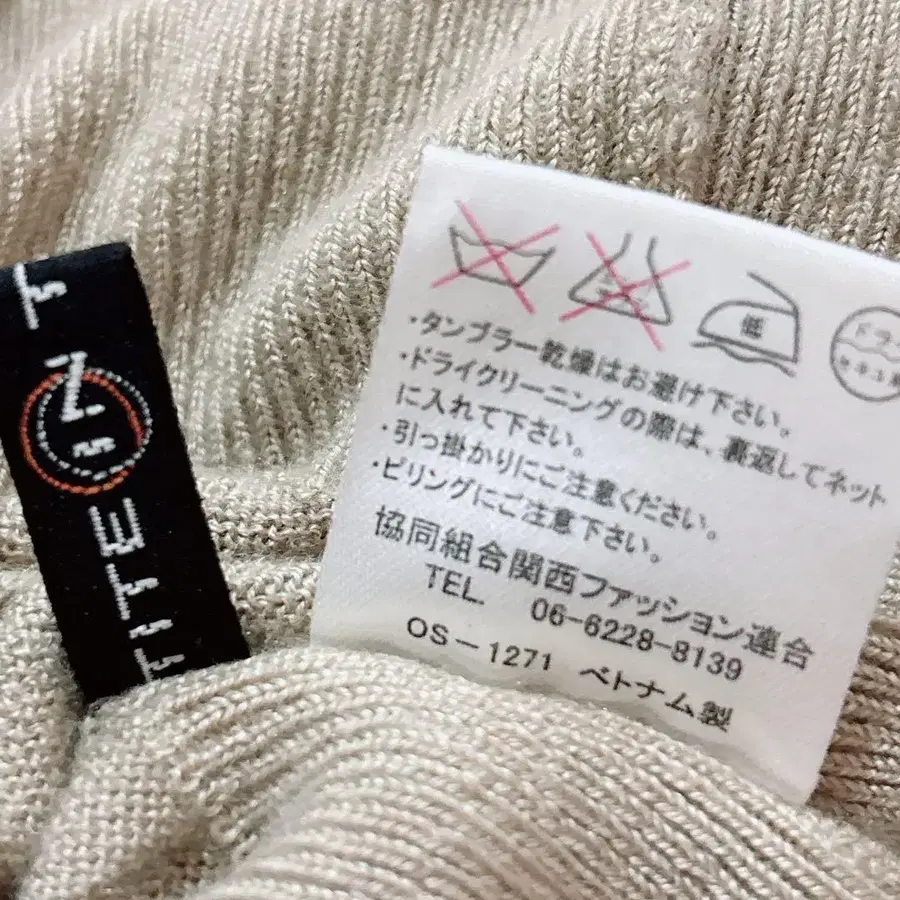 低
ドラ
・タンブラー乾燥はお避け下さい。
・ドライクリーニングの際は、裏返してネット
に入れて下さい。
・引っ掛かりにご注意ください。
・ピリングにご注意下さい。
協同組合関西ファッション連合
TEL. 06-6228-8139
OS-1271 ベトナム製